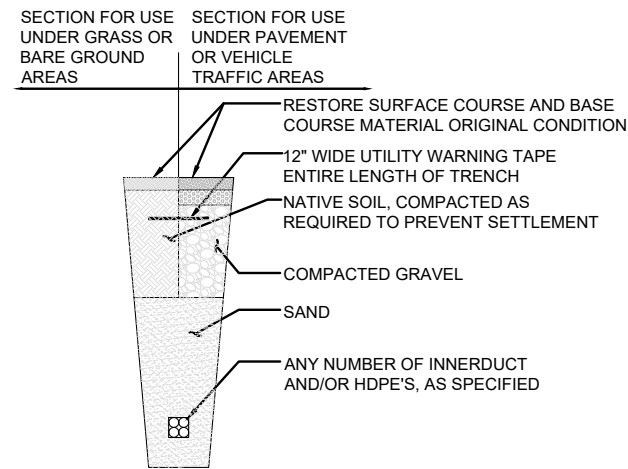 SECTION FOR USE
UNDER GRASS OR
BARE GROUND
AREAS
SECTION FOR USE
UNDER PAVEMENT
OR VEHICLE
TRAFFIC AREAS
RESTORE SURFACE COURSE AND BASE
COURSE MATERIAL ORIGINAL CONDITION
12" WIDE UTILITY WARNING TAPE
ENTIRE LENGTH OF TRENCH
NATIVE SOIL, COMPACTED AS
REQUIRED TO PREVENT SETTLEMENT
COMPACTED GRAVEL
SAND
ANY NUMBER OF INNERDUCT
AND/OR HDPE'S, AS SPECIFIED